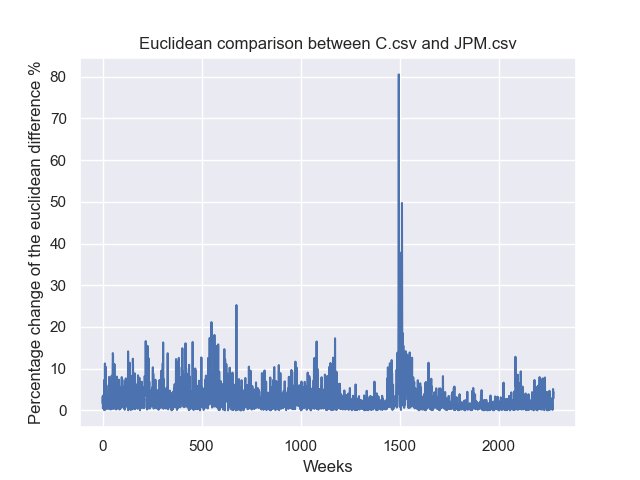 Euclidean comparison between C.csv and JPM.csv
Percentage change of the euclidean difference %
80
70
60
50
40
30
20
10
0
0 500 1000 1500 2000
Weeks